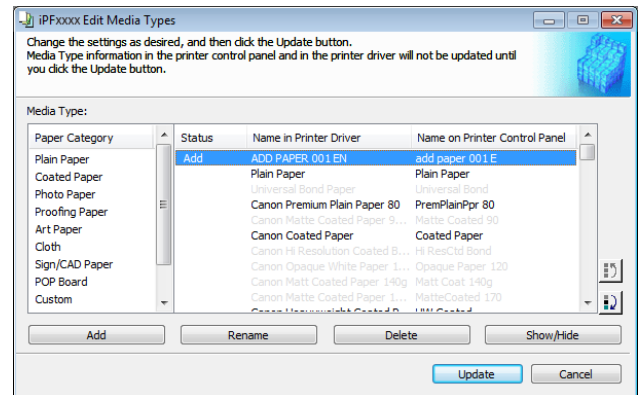 iPFxxxx Edit Media Types
Change the settings as desired, and then click the Update button.
Media Type information in the printer control panel and in the printer driver will not be updated until
you click the Update button.
Media Type:
Paper Category Status Name in Printer Driver Name on Printer Control Panel
Plain Paper Add ADD PAPER 001 EN add paper 001 E
Coated Paper Plain Paper Plain Paper
Photo Paper Universal Bond Paper Universal Bond
Proofing Paper Canon Premium Plain Paper 80 PremPlainPpr 80
Art Paper Canon Matte Coated Paper 9... Matte Coated 90
Cloth Canon Coated Paper Coated Paper
Sign/CAD Paper Canon Hi Resolution Coated B... Hi ResCtd Bond
POP Board Canon Opaque White Paper 1... Opaque Paper 120
Custom Canon Matt Coated Paper 140g Matt Coat 140g
Canon Matte Coated Paper 1... MatteCoated 170
Canon Heavyweight Coated P... HW Coated
Add Rename Delete Show/Hide
Update Cancel